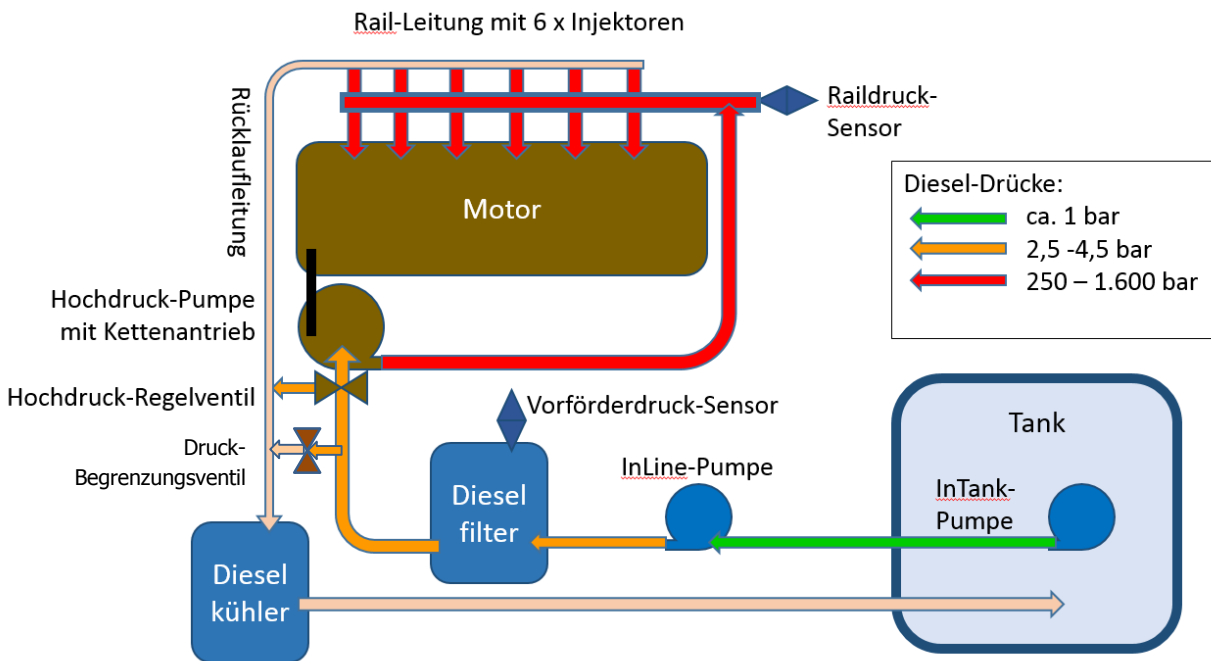 Rail-Leitung mit 6 x Injektoren
Rücklaufleitung
Raildruck-
Sensor
Motor
Diesel-Drücke:
ca. 1 bar
2,5 -4,5 bar
250 – 1.600 bar
Hochdruck-Pumpe
mit Kettenantrieb
Hochdruck-Regelventil
Druck-
Begrenzungsventil
Vorförderdruck-Sensor
Diesel
filter
InLine-Pumpe
Tank
InTank-
Pumpe
Diesel
kühler